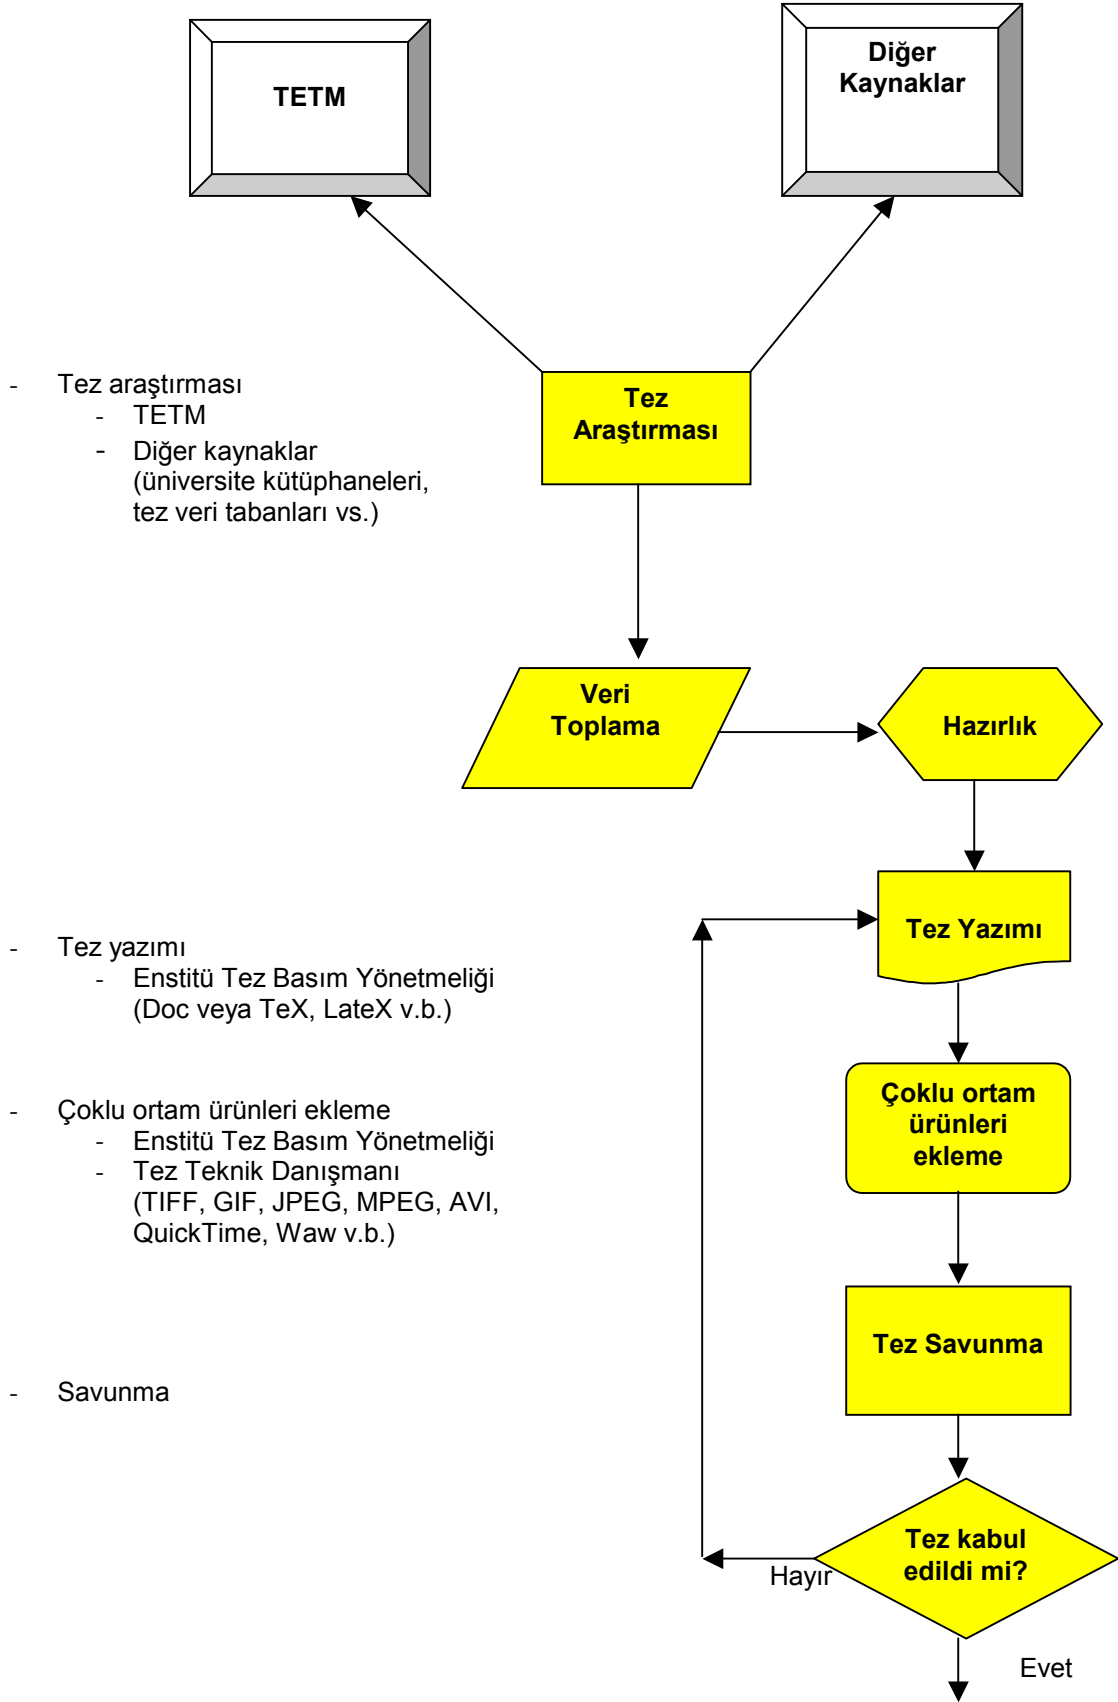 TETM
Diğer
Kaynaklar
- Tez araştırması
- TETM
- Diğer kaynaklar
(üniversite kütüphaneleri,
tez veri tabanları vs.)
Tez
Araştırması
Veri
Toplama
Hazırlık
- Tez yazımı
- Enstitü Tez Basım Yönetmeliği
(Doc veya TeX, LateX v.b.)
Tez Yazımı
- Çoklu ortam ürünleri ekleme
- Enstitü Tez Basım Yönetmeliği
- Tez Teknik Danışmanı
(TIFF, GIF, JPEG, MPEG, AVI,
QuickTime, Waw v.b.)
Çoklu ortam
ürünleri
ekleme
Tez Savunma
- Savunma
Tez kabul
edildi mi?
Hayır
Evet